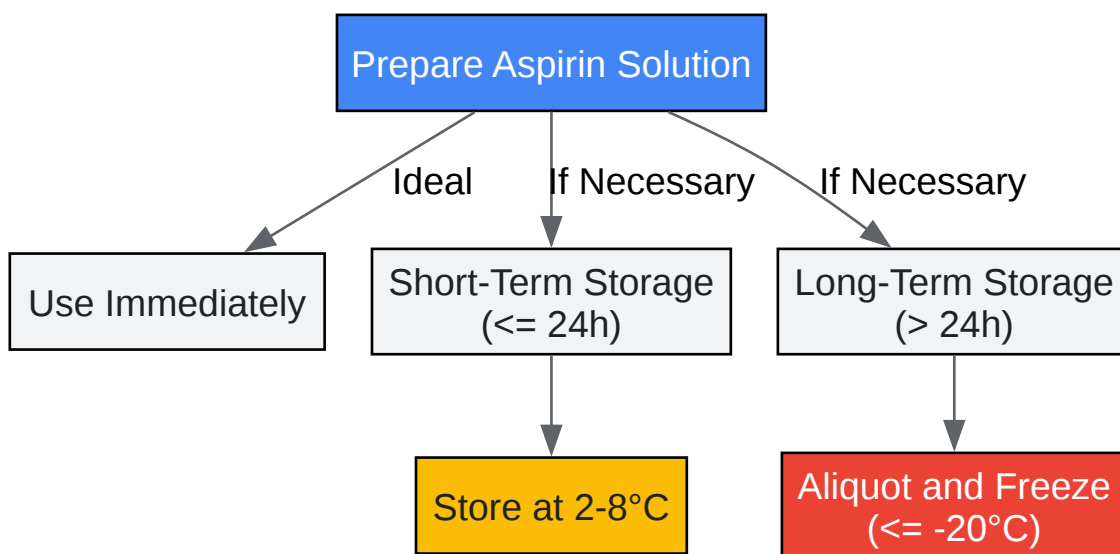 Prepare Aspirin Solution
Ideal
If Necessary
If Necessary
Use Immediately
Short-Term Storage
(<= 24h)
Long-Term Storage
(> 24h)
Store at 2-8°C
Aliquot and Freeze
(<= -20°C)